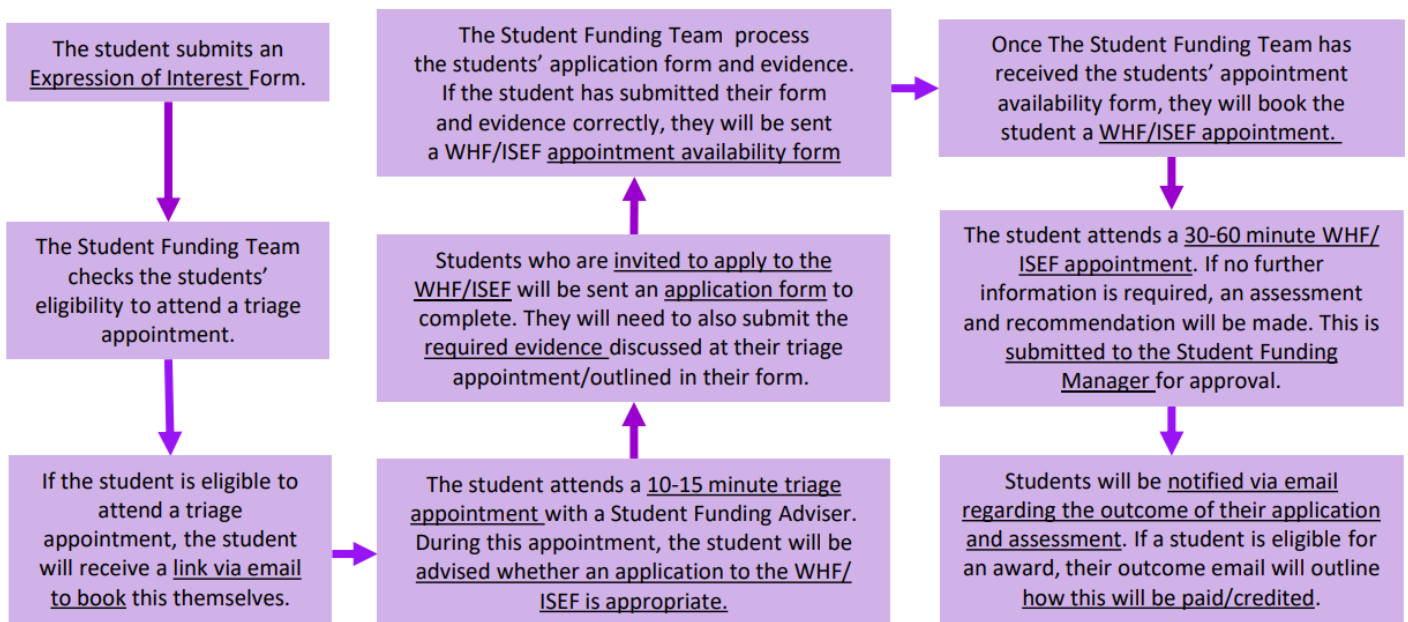 The student submits an
Expression of Interest Form.
The Student Funding Team
checks the students’
eligibility to attend a triage
appointment.
If the student is eligible to
attend a triage
appointment, the student
will receive a link via email
to book this themselves.
The student attends a 10-15 minute triage
appointment with a Student Funding Adviser.
During this appointment, the student will be
advised whether an application to the WHF/
ISEF is appropriate.
Students who are invited to apply to the
WHF/ISEF will be sent an application form to
complete. They will need to also submit the
required evidence discussed at their triage
appointment/outlined in their form.
The Student Funding Team process
the students’ application form and evidence.
If the student has submitted their form
and evidence correctly, they will be sent
a WHF/ISEF appointment availability form
Once The Student Funding Team has
received the students’ appointment
availability form, they will book the
student a WHF/ISEF appointment.
The student attends a 30-60 minute WHF/
ISEF appointment. If no further
information is required, an assessment
and recommendation will be made. This is
submitted to the Student Funding
Manager for approval.
Students will be notified via email
regarding the outcome of their application
and assessment. If a student is eligible for
an award, their outcome email will outline
how this will be paid/credited.